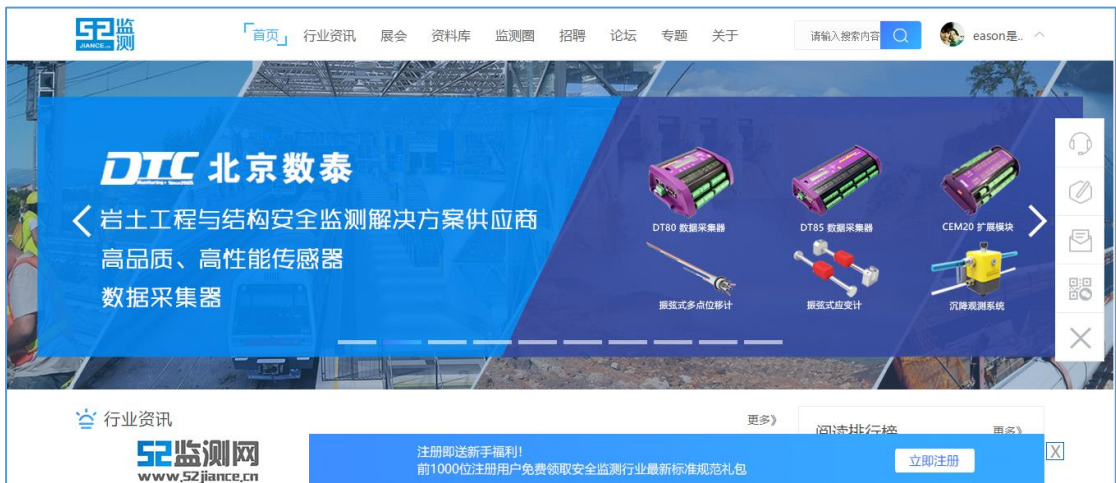 52监测
JIANCE.cn
首页
行业资讯
展会
资料库
监测圈
招聘
论坛
专题
关于
请输入搜索内容
eason是..
DTC 北京数泰
岩土工程与结构安全监测解决方案供应商
高品质、高性能传感器
数据采集器
DT80 数据采集器
DT85 数据采集器
CEM20 扩展模块
振弦式多点位移计
振弦式应变计
沉降观测系统
行业资讯
更多》
阅读排行榜
更多》
52监测网
www.52jiance.cn
注册即送新手福利!
前1000位注册用户免费领取安全监测行业最新标准规范礼包
立即注册
X